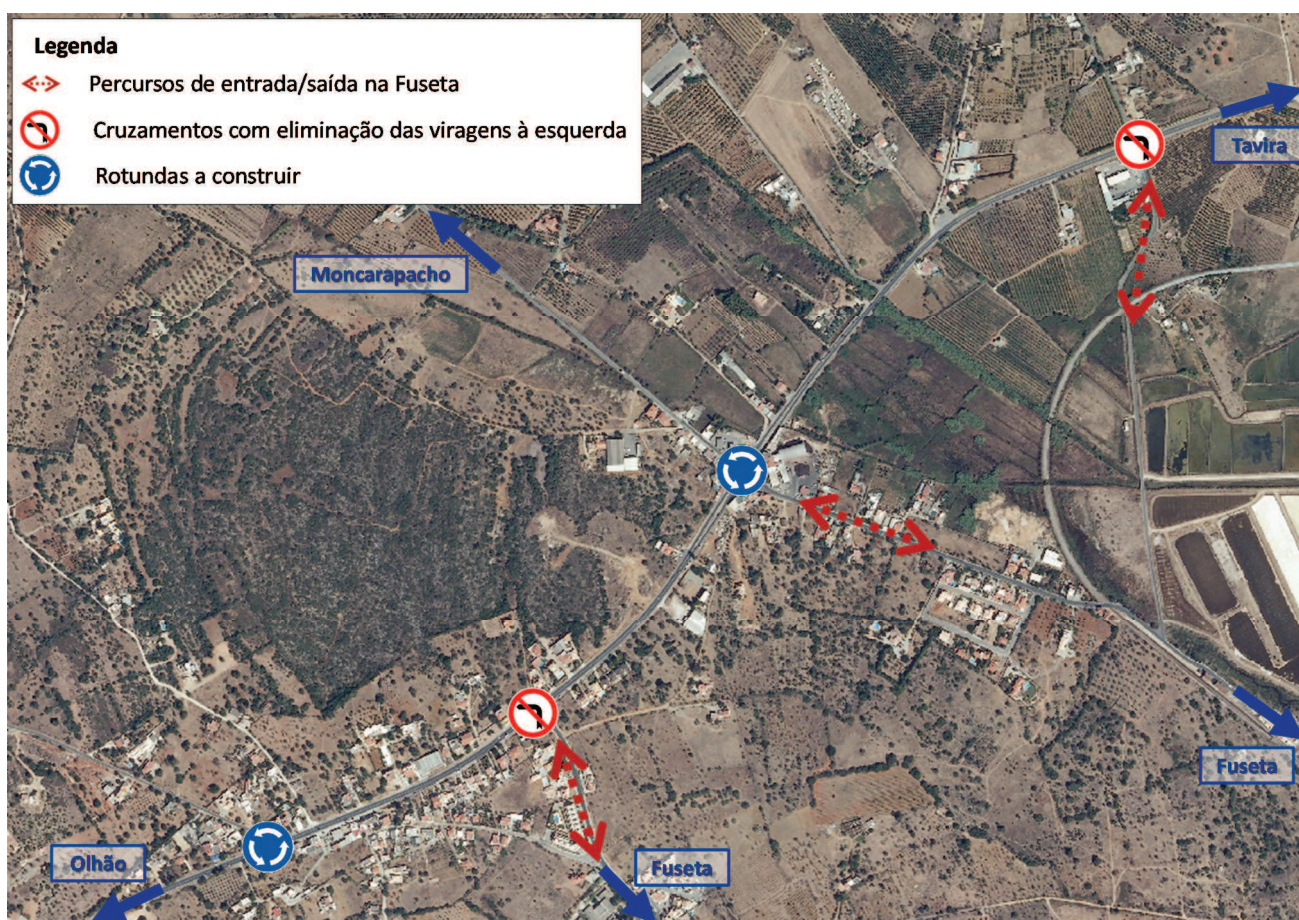 Legenda
Percursos de entrada/saída na Fuseta
Cruzamentos com eliminação das viragens à esquerda
Rotundas a construir
Tavira
Moncarapacho
Fuseta
Olhão
Fuseta